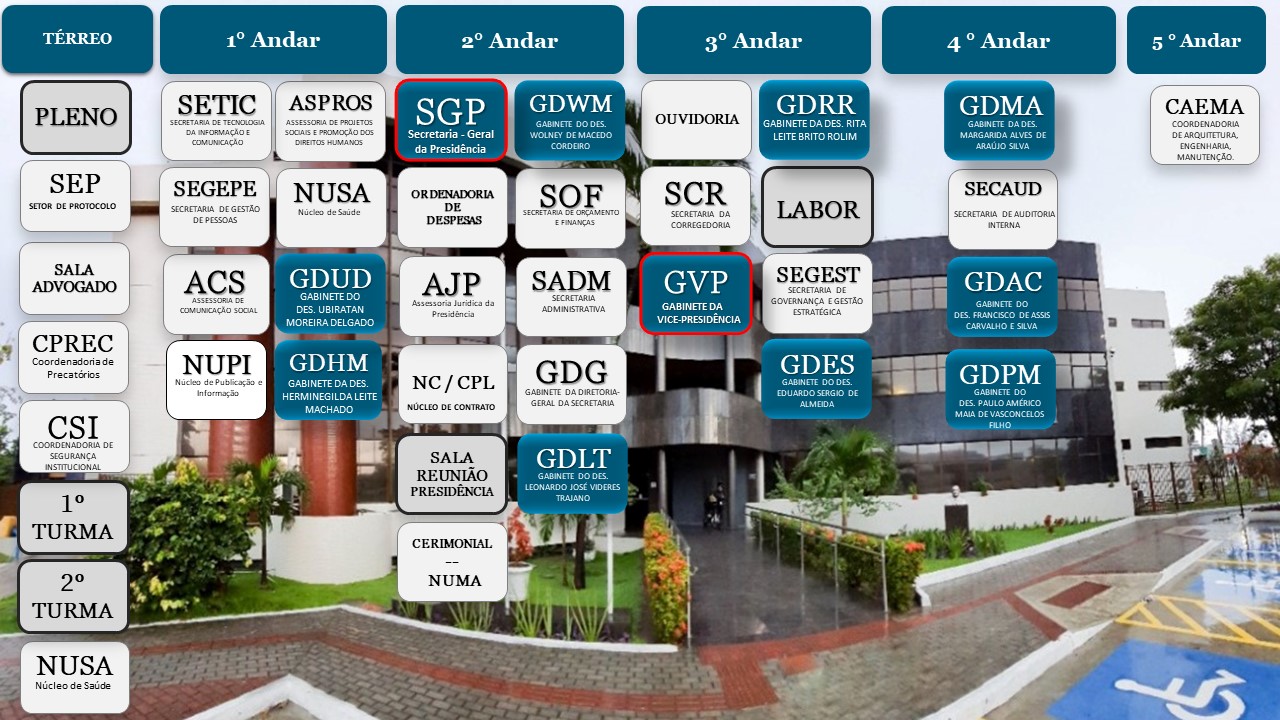 TÉRREO
PLENO
SEP
SETOR DE PROTOCOLO
SALA
ADVOGADO
CPREC
Coordenadoria de
Precatórios
CSI
COORDENADORIA DE
SEGURANÇA
INSTITUCIONAL
1º
TURMA
2º
TURMA
NUSA
Núcleo de Saúde
1º Andar
SETIC
SECRETARIA DE TECNOLOGIA
DA INFORMAÇÃO E
COMUNICAÇÃO
ASPROS
ASSESSORIA DE PROJETOS
SOCIAIS E PROMOÇÃO DOS
DIREITOS HUMANOS
SEGEPE
SECRETARIA DE GESTÃO
DE PESSOAS
NUSA
Núcleo de Saúde
ACS
ASSESSORIA DE
COMUNICAÇÃO SOCIAL
GDUD
GABINETE DO
DES. UBIRATAN
MOREIRA DELGADO
NUPI
Núcleo de Publicação e
Informação
GDHM
GABINETE DA DES.
HERMINEGILDA LEITE
MACHADO
2º Andar
SGP
Secretaria - Geral
da Presidência
GDWM
GABINETE DO DES.
WOLNEY DE MACEDO
CORDEIRO
ORDENADORIA
DE
DESPESAS
SOF
SECRETARIA DE ORÇAMENTO
E FINANÇAS
AJP
Assessoria Jurídica da
Presidência
SADM
SECRETARIA
ADMINISTRATIVA
NC / CPL
NÚCLEO DE CONTRATO
GDG
GABINETE DA DIRETORIA-
GERAL DA SECRETARIA
SALA
REUNIÃO
PRESIDÊNCIA
GDLT
GABINETE DO DES.
LEONARDO JOSÉ VIDERES
TRAJANO
CERIMONIAL
--
NUMA
3º Andar
OUVIDORIA
GDRR
GABINETE DA DES. RITA
LEITE BRITO ROLIM
SCR
SECRETARIA DA
CORREGEDORIA
LABOR
GVP
GABINETE DA
VICE-PRESIDÊNCIA
SEGEST
SECRETARIA DE
GOVERNANÇA E GESTÃO
ESTRATÉGICA
GDES
GABINETE DO DES.
EDUARDO SERGIO DE
ALMEIDA
4 º Andar
GDMA
GABINETE DA DES.
MARGARIDA ALVES DE
ARAÚJO SILVA
SECAUD
SECRETARIA DE AUDITORIA
INTERNA
GDAC
GABINETE DO
DES. FRANCISCO DE ASSIS
CARVALHO E SILVA
GDPM
GABINETE DO
DES. PAULO AMÉRICO
MAIA DE VASCONCELOS
FILHO
5 º Andar
CAEMA
COORDENADORIA
DE ARQUITETURA,
ENGENHARIA,
MANUTENÇÃO.